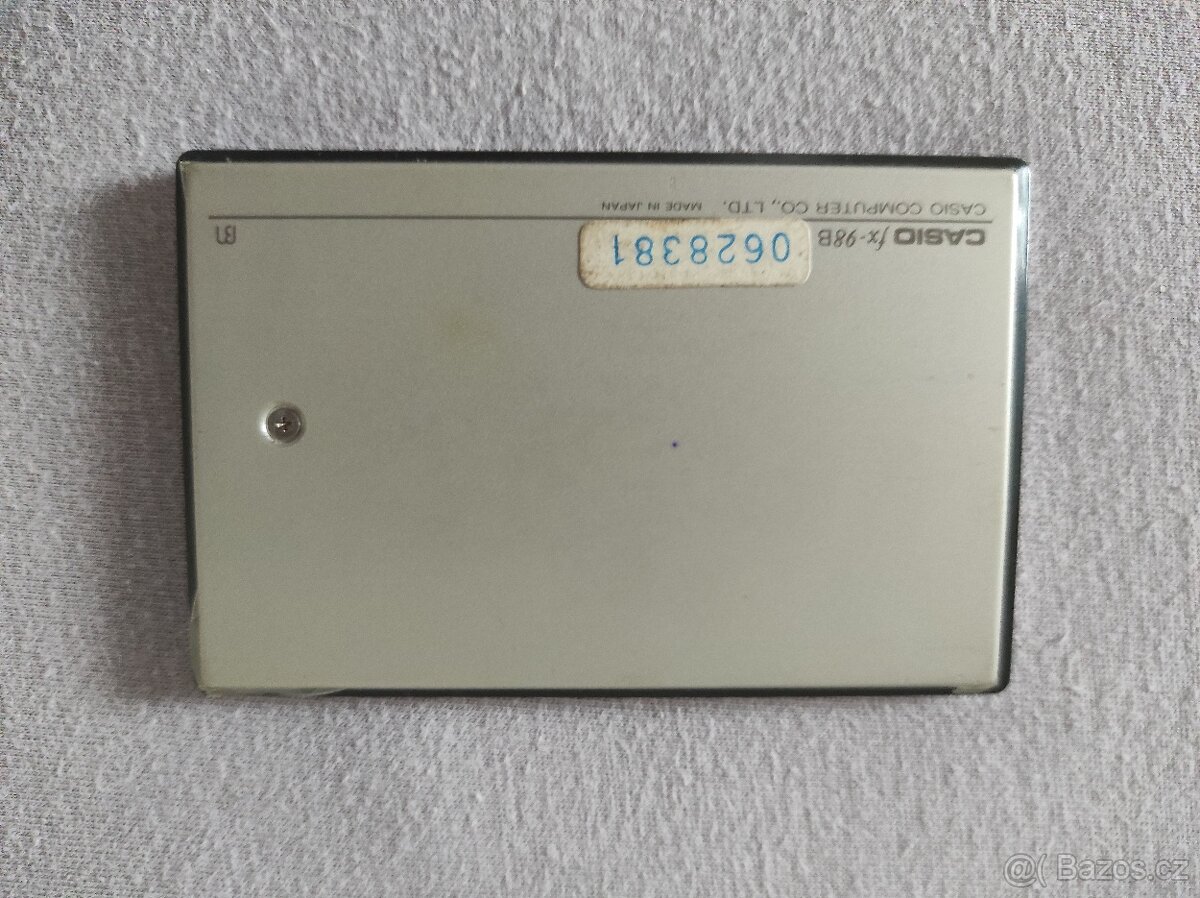 CASIO fx-98B
0628381
CASIO COMPUTER CO., LTD. MADE IN JAPAN
@( Bazos.cz